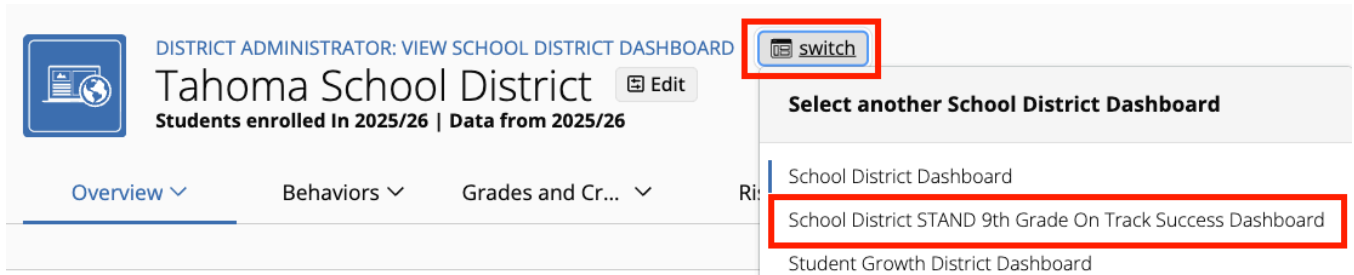 DISTRICT ADMINISTRATOR: VIEW SCHOOL DISTRICT DASHBOARD switch
Tahoma School District Edit
Students enrolled In 2025/26 | Data from 2025/26
Overview Behaviors Grades and Cr...
Select another School District Dashboard
School District Dashboard
School District STAND 9th Grade On Track Success Dashboard
Student Growth District Dashboard